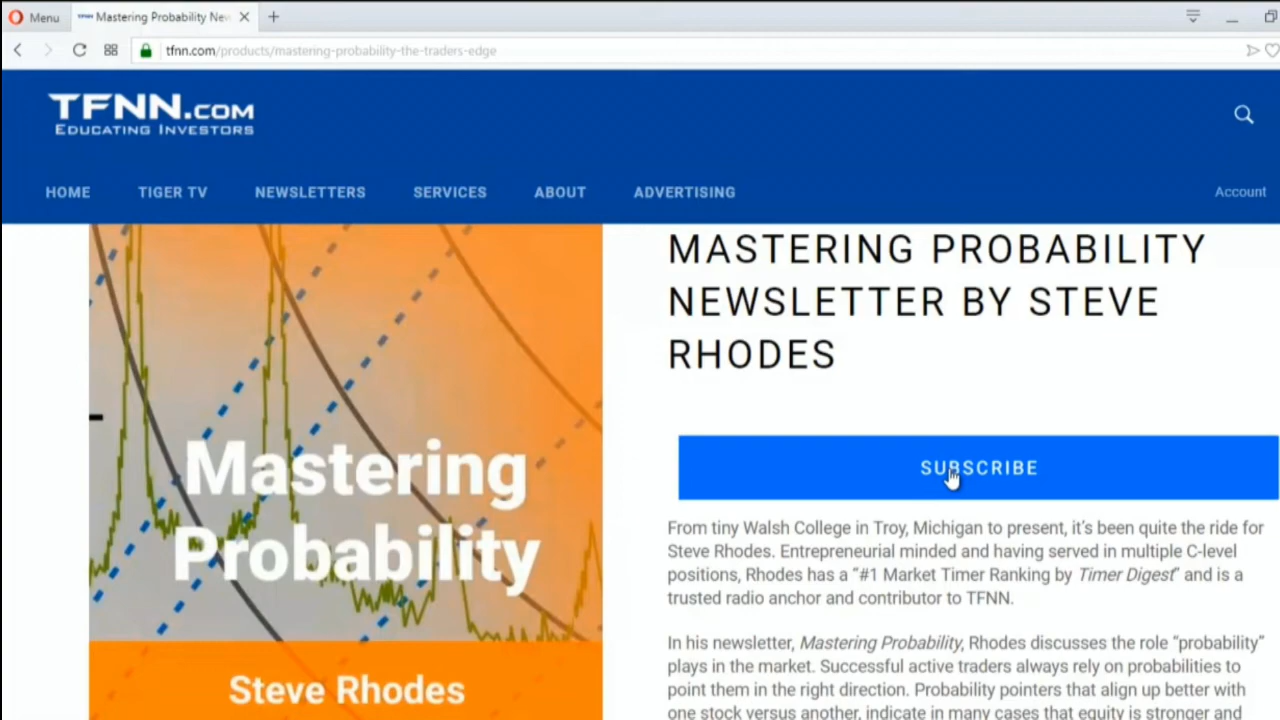 Menu
TFNN Mastering Probability New
tfnn.com/products/mastering-probability-the-traders-edge
TFNN.COM
EDUCATING INVESTORS
HOME TIGER TV NEWSLETTERS SERVICES ABOUT ADVERTISING Account
MASTERING PROBABILITY
NEWSLETTER BY STEVE
RHODES
Mastering
Probability
Steve Rhodes
SUBSCRIBE
From tiny Walsh College in Troy, Michigan to present, it's been quite the ride for
Steve Rhodes. Entrepreneurial minded and having served in multiple C-level
positions, Rhodes has a “#1 Market Timer Ranking by Timer Digest” and is a
trusted radio anchor and contributor to TFNN.
In his newsletter, Mastering Probability, Rhodes discusses the role “probability”
plays in the market. Successful active traders always rely on probabilities to
point them in the right direction. Probability pointers that align up better with
one stock versus another, indicate in many cases that equity is stronger and